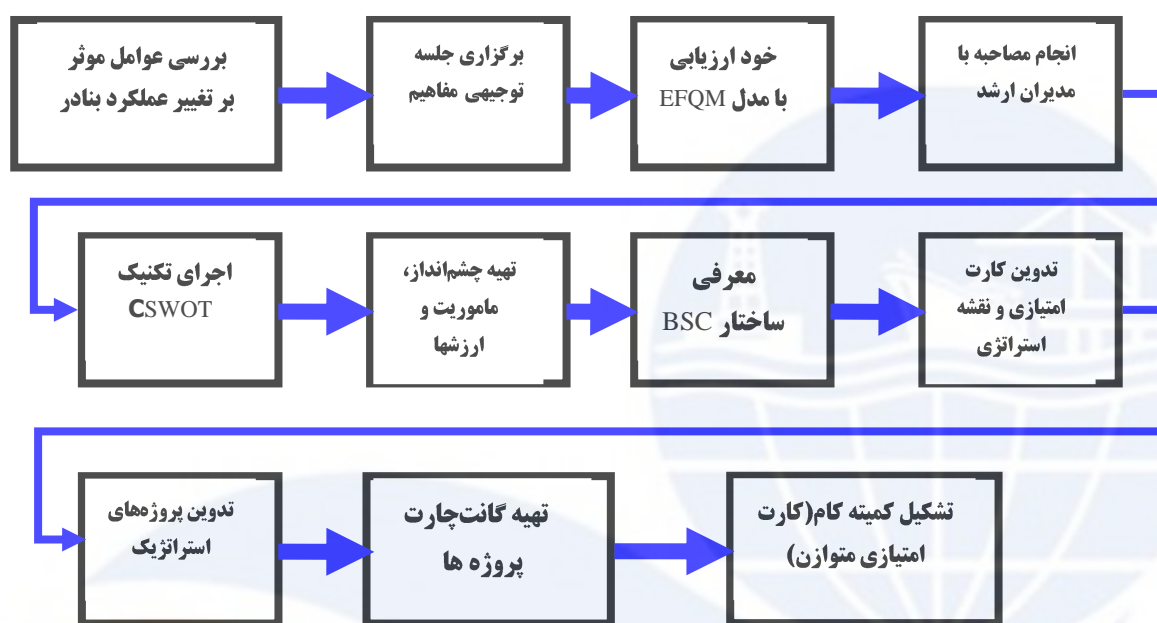 بررسی عوامل موثر
بر تغییر عملکرد بنادر
برگزاری جلسه
توجیهی مفاهیم
خود ارزیابی
با مدل EFQM
انجام مصاحبه با
مدیران ارشد
اجرای تکنیک
CSWOT
تهیه چشم‌انداز،
ماموریت و
ارزشها
معرفی
ساختار BSC
تدوین کارت
امتیازی و نقشه
استراتژی
تدوین پروژه‌های
استراتژیک
تهیه گانت‌چارت
پروژه ها
تشکیل کمیته کام(کارت
امتیازی متوازن)